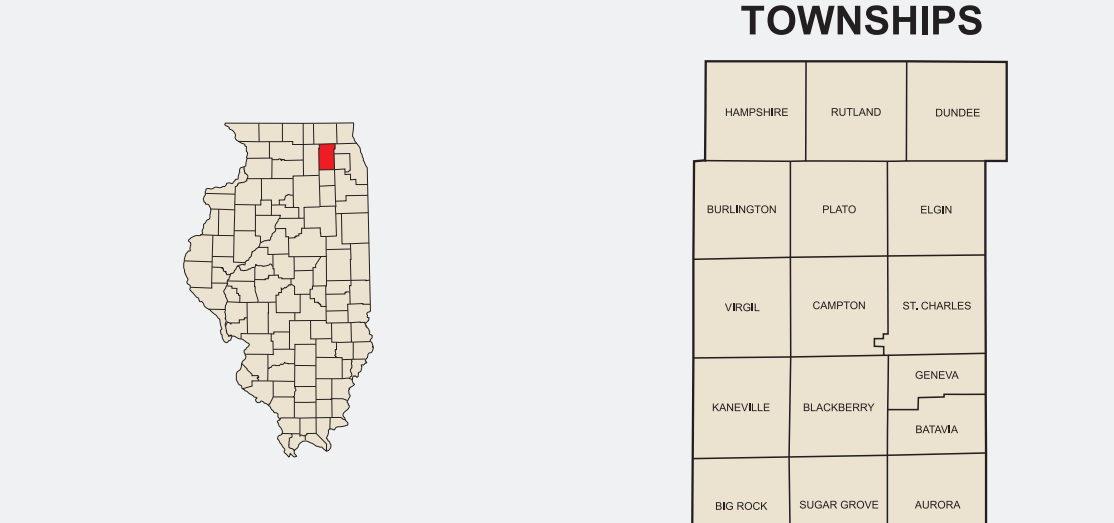 TOWNSHIPS
HAMPSHIRE
RUTLAND
DUNDEE
BURLINGTON
PLATO
ELGIN
VIRGIL
CAMPTON
ST. CHARLES
GENEVA
KANEVILLE
BLACKBERRY
BATAVIA
BIG ROCK
SUGAR GROVE
AURORA